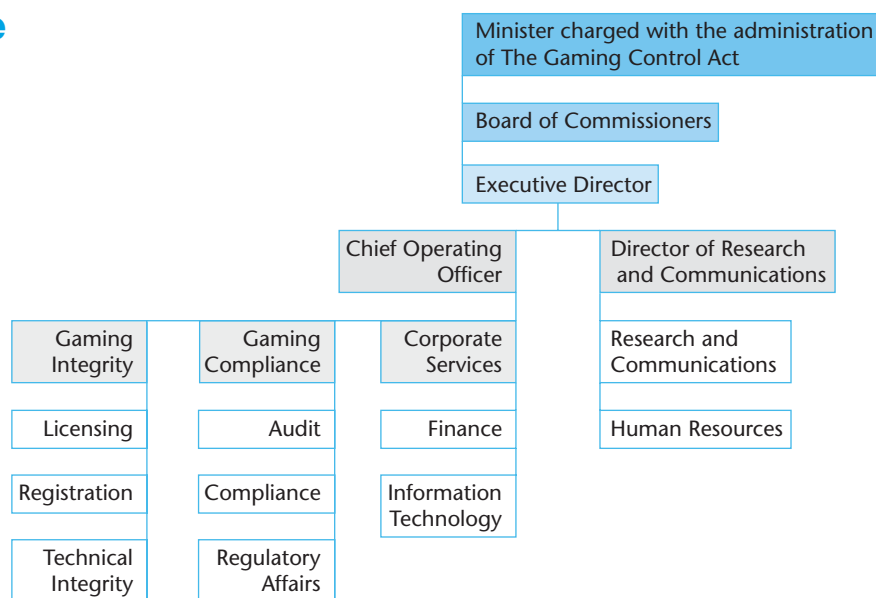 e
Minister charged with the administration
of The Gaming Control Act
Board of Commissioners
Executive Director
Chief Operating
Officer
Director of Research
and Communications
Gaming
Integrity
Gaming
Compliance
Corporate
Services
Research and
Communications
Licensing
Audit
Finance
Human Resources
Registration
Compliance
Information
Technology
Technical
Integrity
Regulatory
Affairs